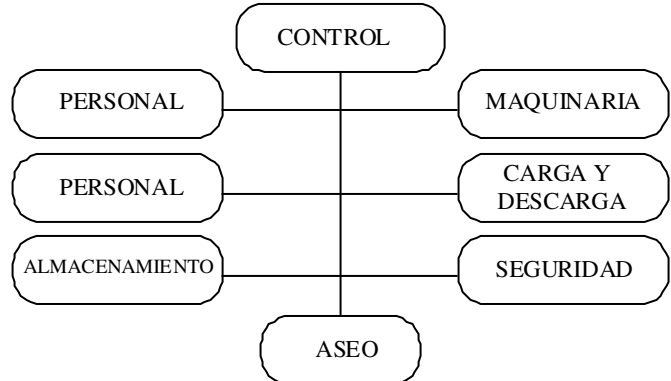 CONTROL
PERSONAL
MAQUINARIA
PERSONAL
CARGA Y
DESCARGA
ALMACENAMIENTO
SEGURIDAD
ASEO